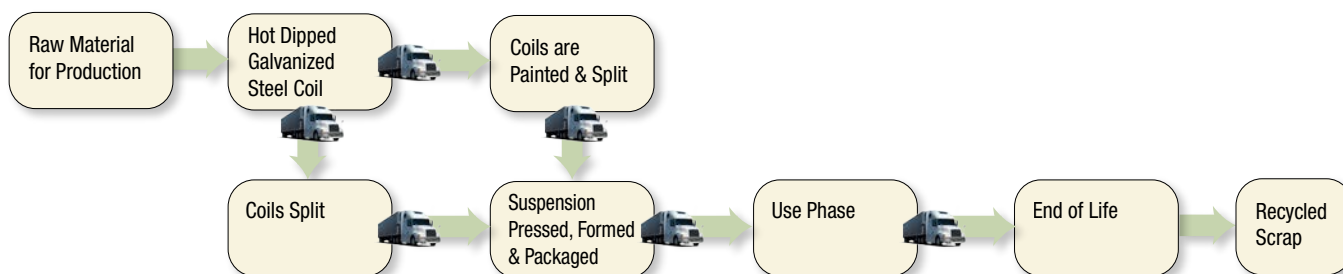 Raw Material
for Production
Hot Dipped
Galvanized
Steel Coil
Coils are
Painted & Split
Coils Split
Suspension
Pressed, Formed
& Packaged
Use Phase
End of Life
Recycled
Scrap